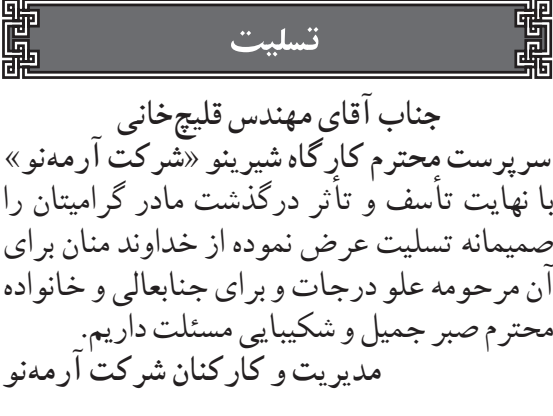 تسلیت
جناب آقای مهندس قلیچ‌خانی
سرپرست محترم کارگاه شیرینو «شرکت آرمه‌نو»
با نهایت تأسف و تأثر درگذشت مادر گرامیتان را
صمیمانه تسلیت عرض نموده از خداوند منان برای
آن مرحومه علو درجات و برای جنابعالی و خانواده
محترم صبر جمیل و شکیبایی مسئلت داریم.
مدیریت و کارکنان شرکت آرمه‌نو